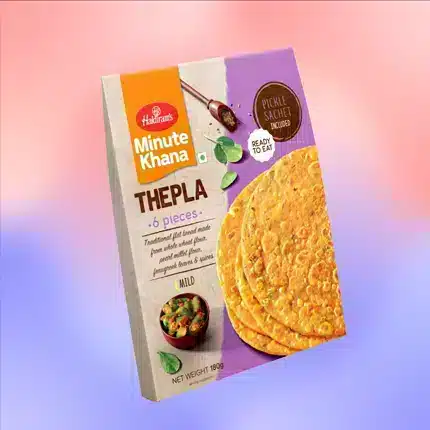 Haldiram's
Minute
Khana
PICKLE
SACHET
INCLUDED
READY
TO EAT
THEPLA
6 pieces
Traditional flat bread made
from whole wheat flour,
pearl millet flour,
fenugreek leaves & spices
MILD
NET WEIGHT 180g